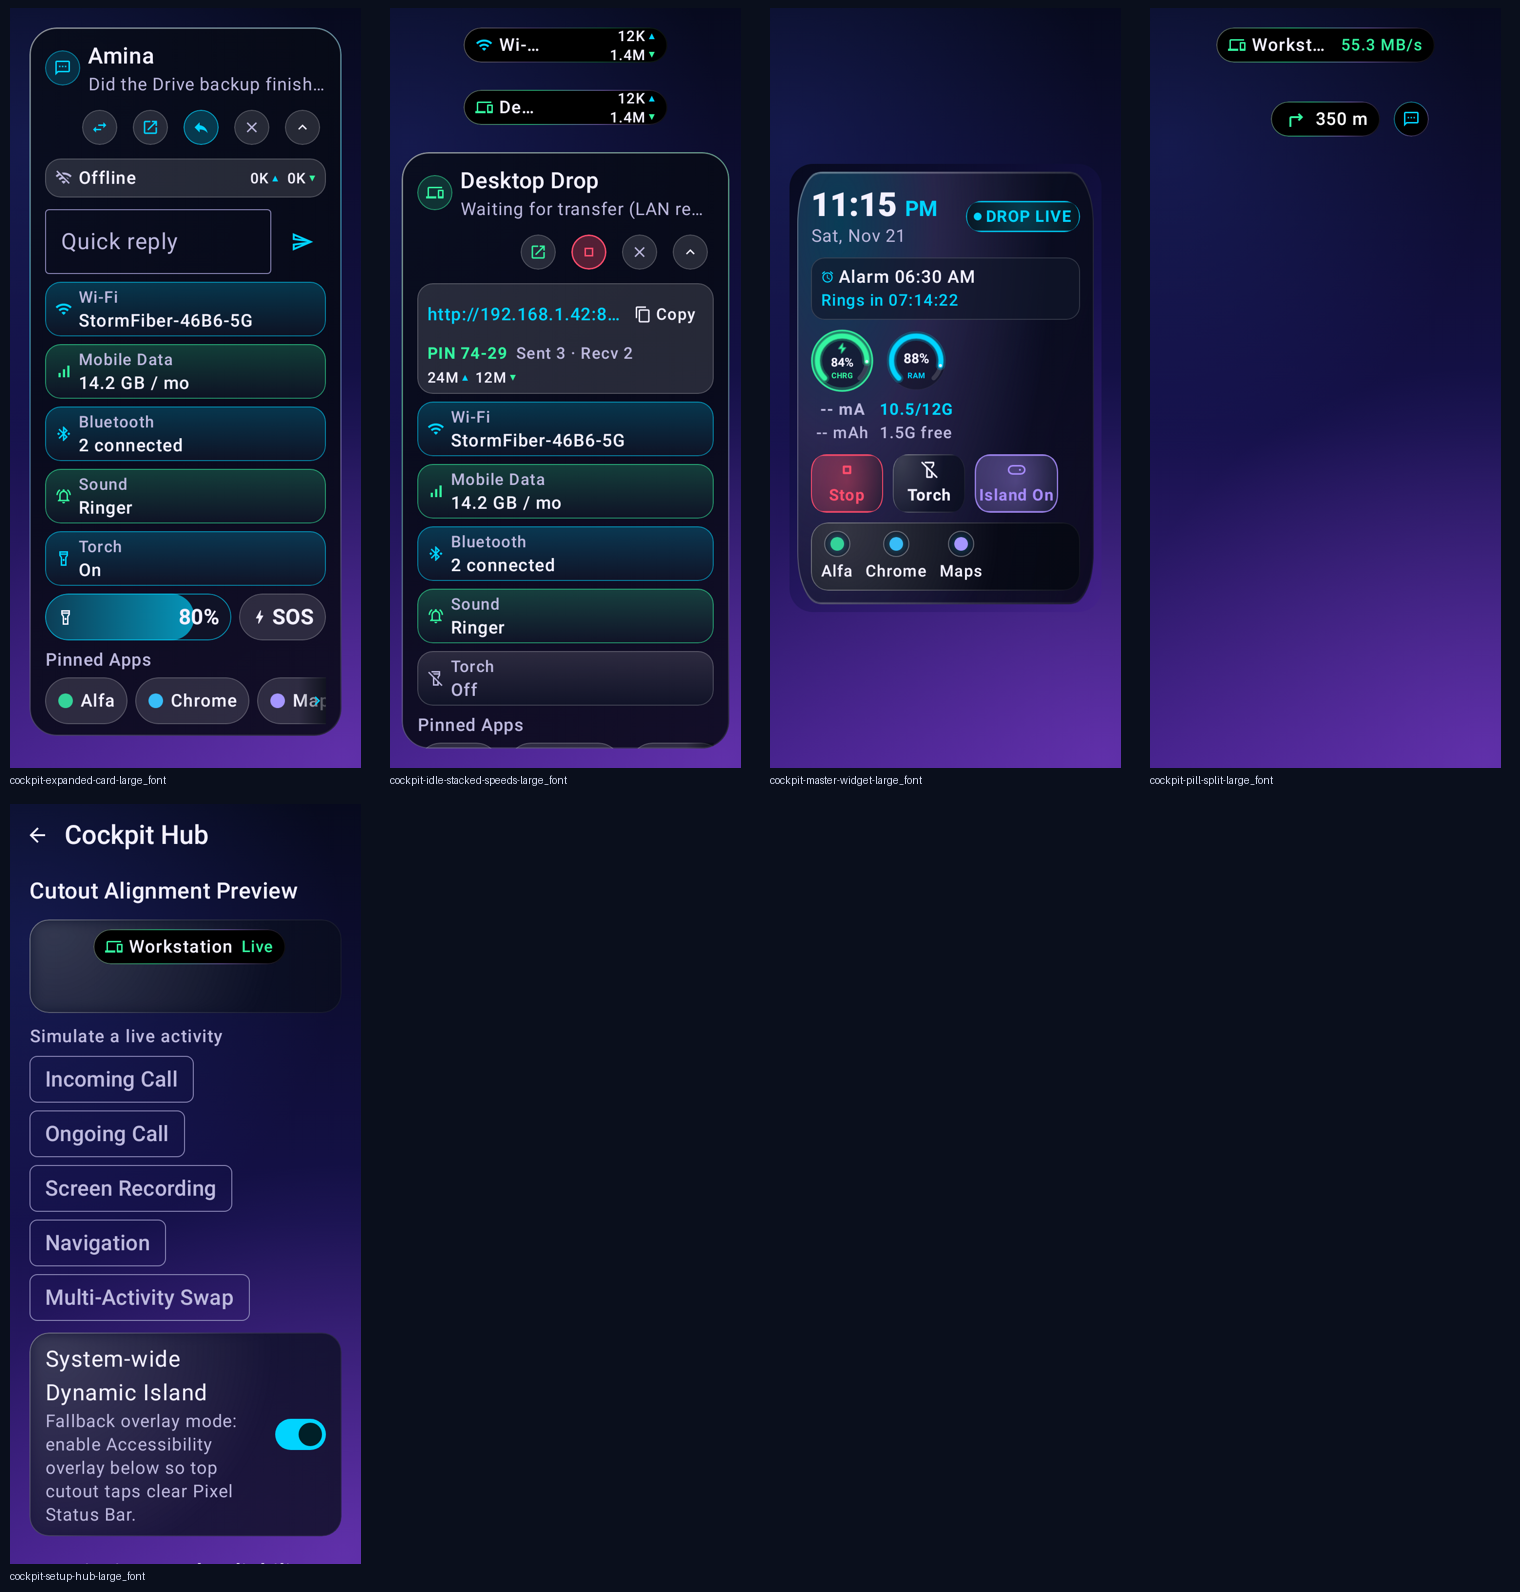 Amina
Did the Drive backup finish...
Offline 0K▲ 0K▼
Quick reply
Wi-Fi
StormFiber-46B6-5G
Mobile Data
14.2 GB / mo
Bluetooth
2 connected
Sound
Ringer
Torch
On
80% SOS
Pinned Apps
Alfa Chrome Map
cockpit-expanded-card-large_font
Wi-... 12K▲
1.4M▼
De... 12K▲
1.4M▼
Desktop Drop
Waiting for transfer (LAN re...
http://192.168.1.42:8... Copy
PIN 74-29 Sent 3 · Recv 2
24M▲ 12M▼
Wi-Fi
StormFiber-46B6-5G
Mobile Data
14.2 GB / mo
Bluetooth
2 connected
Sound
Ringer
Torch
Off
Pinned Apps
cockpit-idle-stacked-speeds-large_font
11:15 PM DROP LIVE
Sat, Nov 21
Alarm 06:30 AM
Rings in 07:14:22
84% CHRG
88% RAM
-- mA 10.5/12G
-- mAh 1.5G free
Stop Torch Island On
Alfa Chrome Maps
cockpit-master-widget-large_font
Workst... 55.3 MB/s
350 m
cockpit-pill-split-large_font
Cockpit Hub
Cutout Alignment Preview
Workstation Live
Simulate a live activity
Incoming Call
Ongoing Call
Screen Recording
Navigation
Multi-Activity Swap
System-wide
Dynamic Island
Fallback overlay mode:
enable Accessibility
overlay below so top
cutout taps clear Pixel
Status Bar.
cockpit-setup-hub-large_font